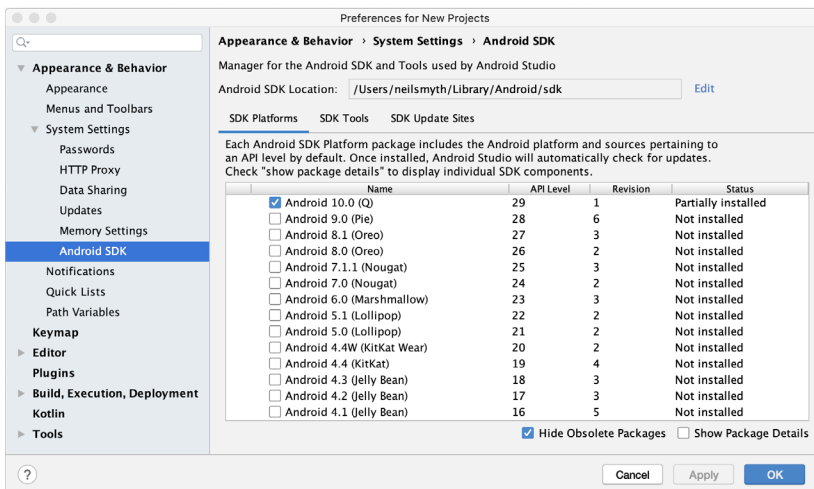 Preferences for New Projects
Appearance & Behavior
Appearance
Menus and Toolbars
System Settings
Passwords
HTTP Proxy
Data Sharing
Updates
Memory Settings
Android SDK
Notifications
Quick Lists
Path Variables
Keymap
Editor
Plugins
Build, Execution, Deployment
Kotlin
Tools
Appearance & Behavior › System Settings › Android SDK
Manager for the Android SDK and Tools used by Android Studio
Android SDK Location: /Users/neilsmyth/Library/Android/sdk Edit
SDK Platforms SDK Tools SDK Update Sites
Each Android SDK Platform package includes the Android platform and sources pertaining to
an API level by default. Once installed, Android Studio will automatically check for updates.
Check "show package details" to display individual SDK components.
Name API Level Revision Status
Android 10.0 (Q) 29 1 Partially installed
Android 9.0 (Pie) 28 6 Not installed
Android 8.1 (Oreo) 27 3 Not installed
Android 8.0 (Oreo) 26 2 Not installed
Android 7.1.1 (Nougat) 25 3 Not installed
Android 7.0 (Nougat) 24 2 Not installed
Android 6.0 (Marshmallow) 23 3 Not installed
Android 5.1 (Lollipop) 22 2 Not installed
Android 5.0 (Lollipop) 21 2 Not installed
Android 4.4W (KitKat Wear) 20 2 Not installed
Android 4.4 (KitKat) 19 4 Not installed
Android 4.3 (Jelly Bean) 18 3 Not installed
Android 4.2 (Jelly Bean) 17 3 Not installed
Android 4.1 (Jelly Bean) 16 5 Not installed
Hide Obsolete Packages Show Package Details
? Cancel Apply OK